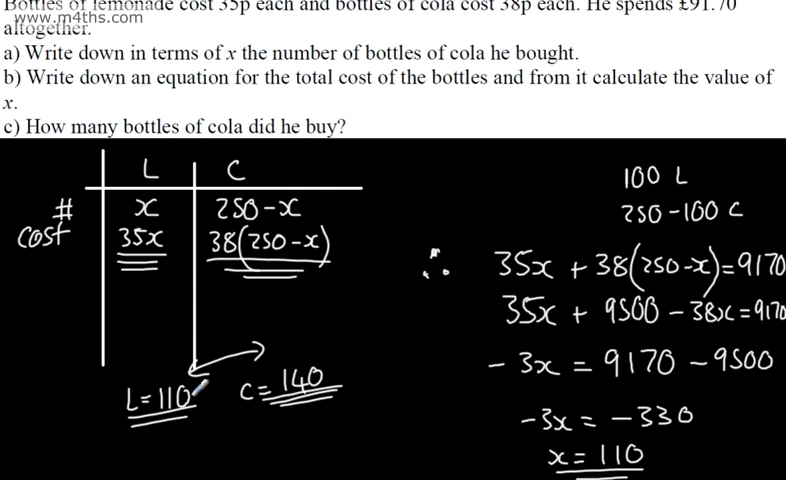 Bottles of lemonade cost 35p each and bottles of cola cost 38p each. He spends £91.70
www.m4ths.com
altogether.
a) Write down in terms of x the number of bottles of cola he bought.
b) Write down an equation for the total cost of the bottles and from it calculate the value of
x.
c) How many bottles of cola did he buy?
L C
# x 250-x
cost 35x 38(250-x)
L=110 C=140
100 L
250-100 C
∴ 35x + 38(250-x)=9170
35x + 9500 - 38x=9170
-3x = 9170-9500
-3x = -330
x = 110